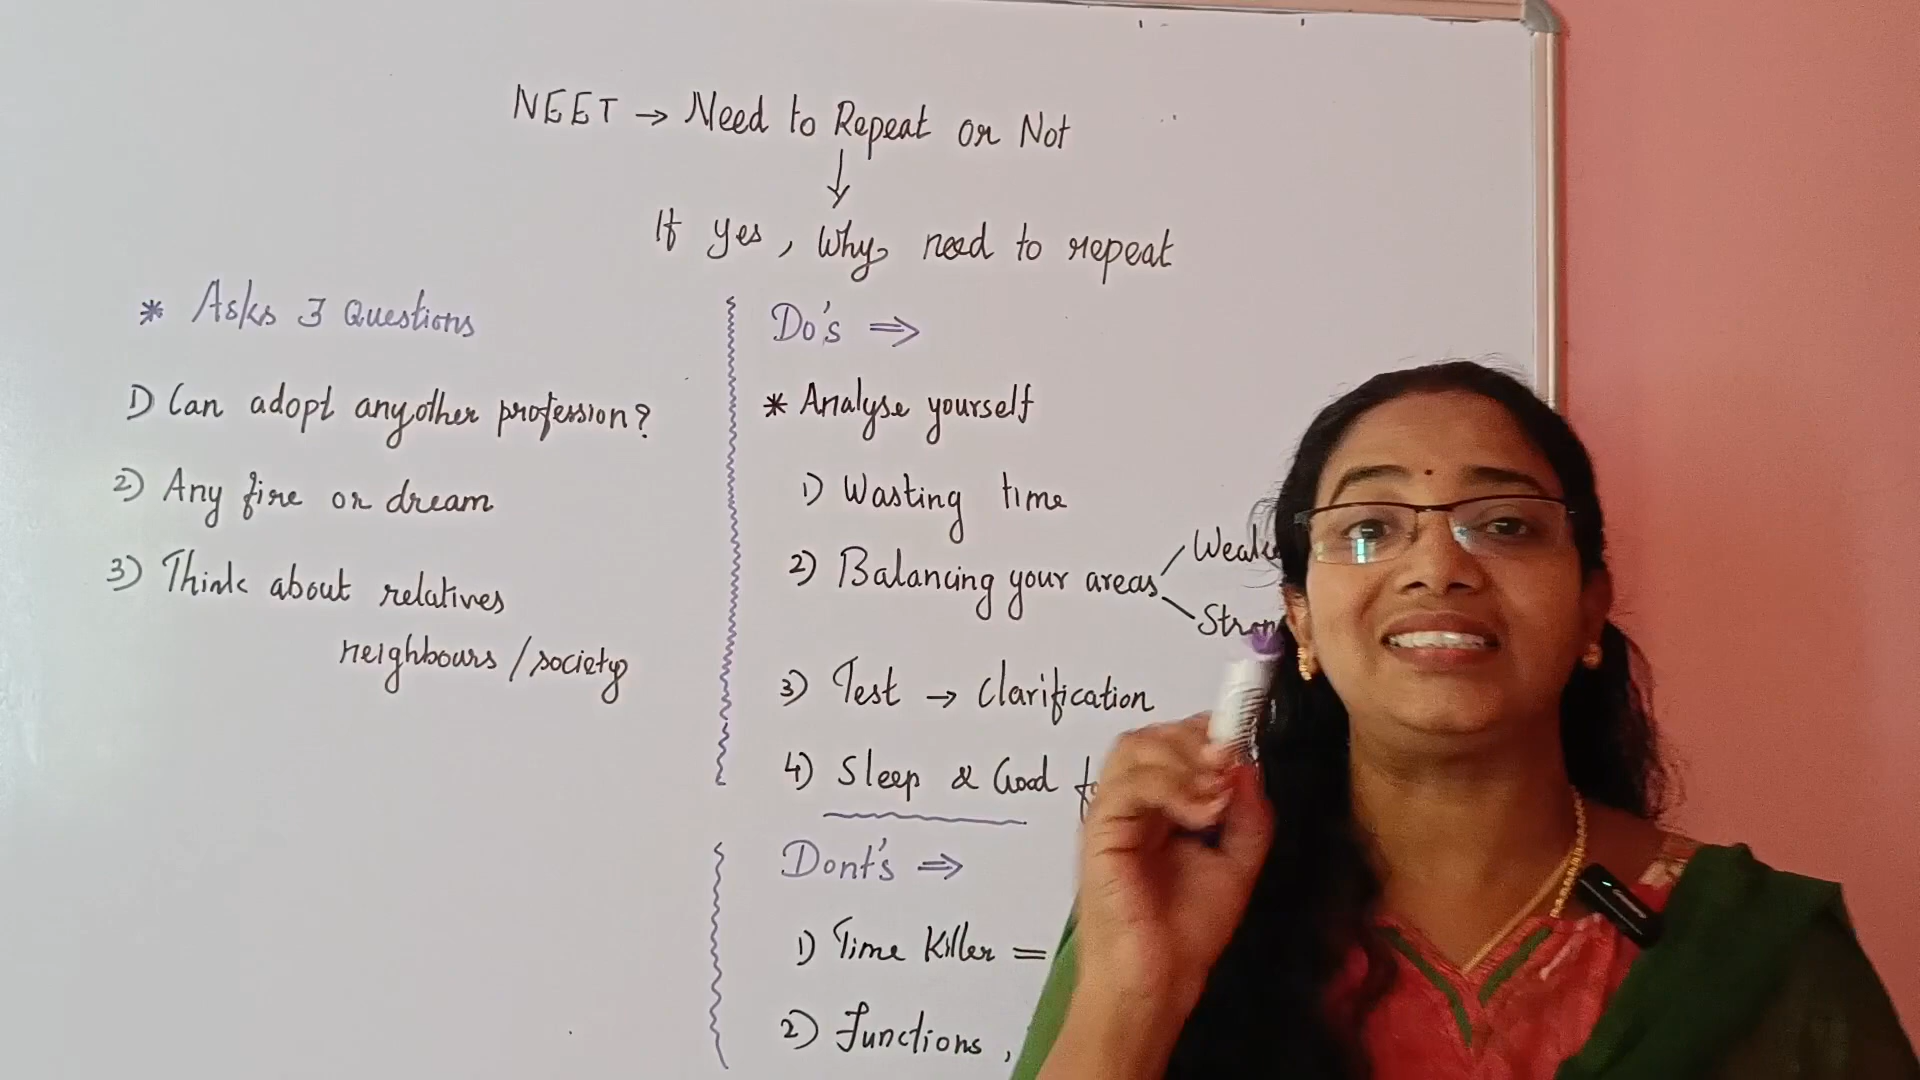 NEET → Need to Repeat or Not
↓
If yes, Why need to repeat
* Asks 3 Questions
1) Can adopt anyother profession?
2) Any fire or dream
3) Think about relatives
neighbours / society
Do's ⇒
* Analyse yourself
1) Wasting time
2) Balancing your areas
3) Test → Clarification
4) Sleep & Good
Dont's ⇒
1) Time Killer =
2) Functions,